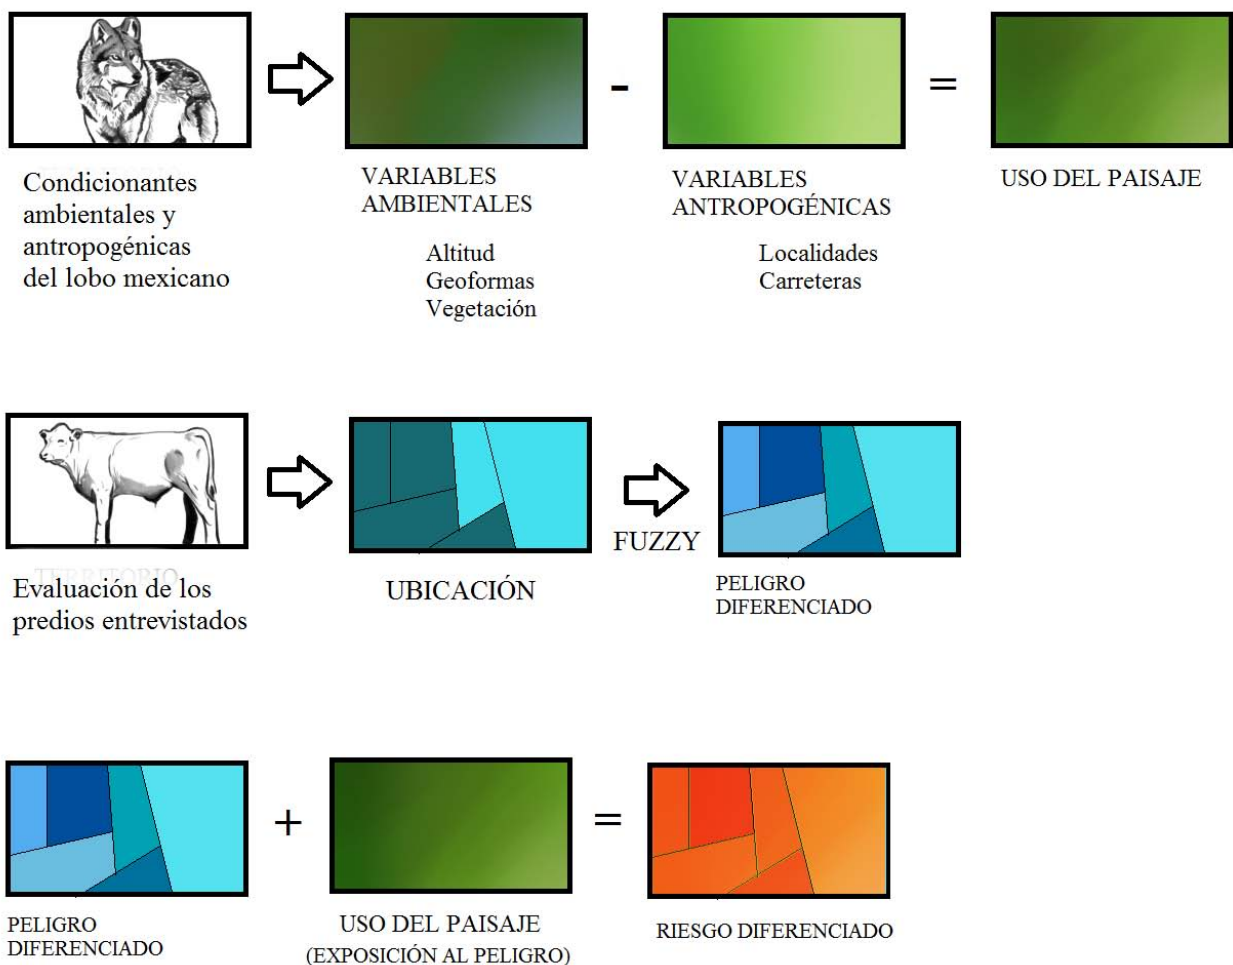 -
=
Condicionantes
ambientales y
antropogénicas
del lobo mexicano
VARIABLES
AMBIENTALES
Altitud
Geoformas
Vegetación
VARIABLES
ANTROPOGÉNICAS
Localidades
Carreteras
USO DEL PAISAJE
TERRITORIO
Evaluación de los
predios entrevistados
UBICACIÓN
FUZZY
PELIGRO
DIFERENCIADO
+
=
PELIGRO
DIFERENCIADO
USO DEL PAISAJE
(EXPOSICIÓN AL PELIGRO)
RIESGO DIFERENCIADO